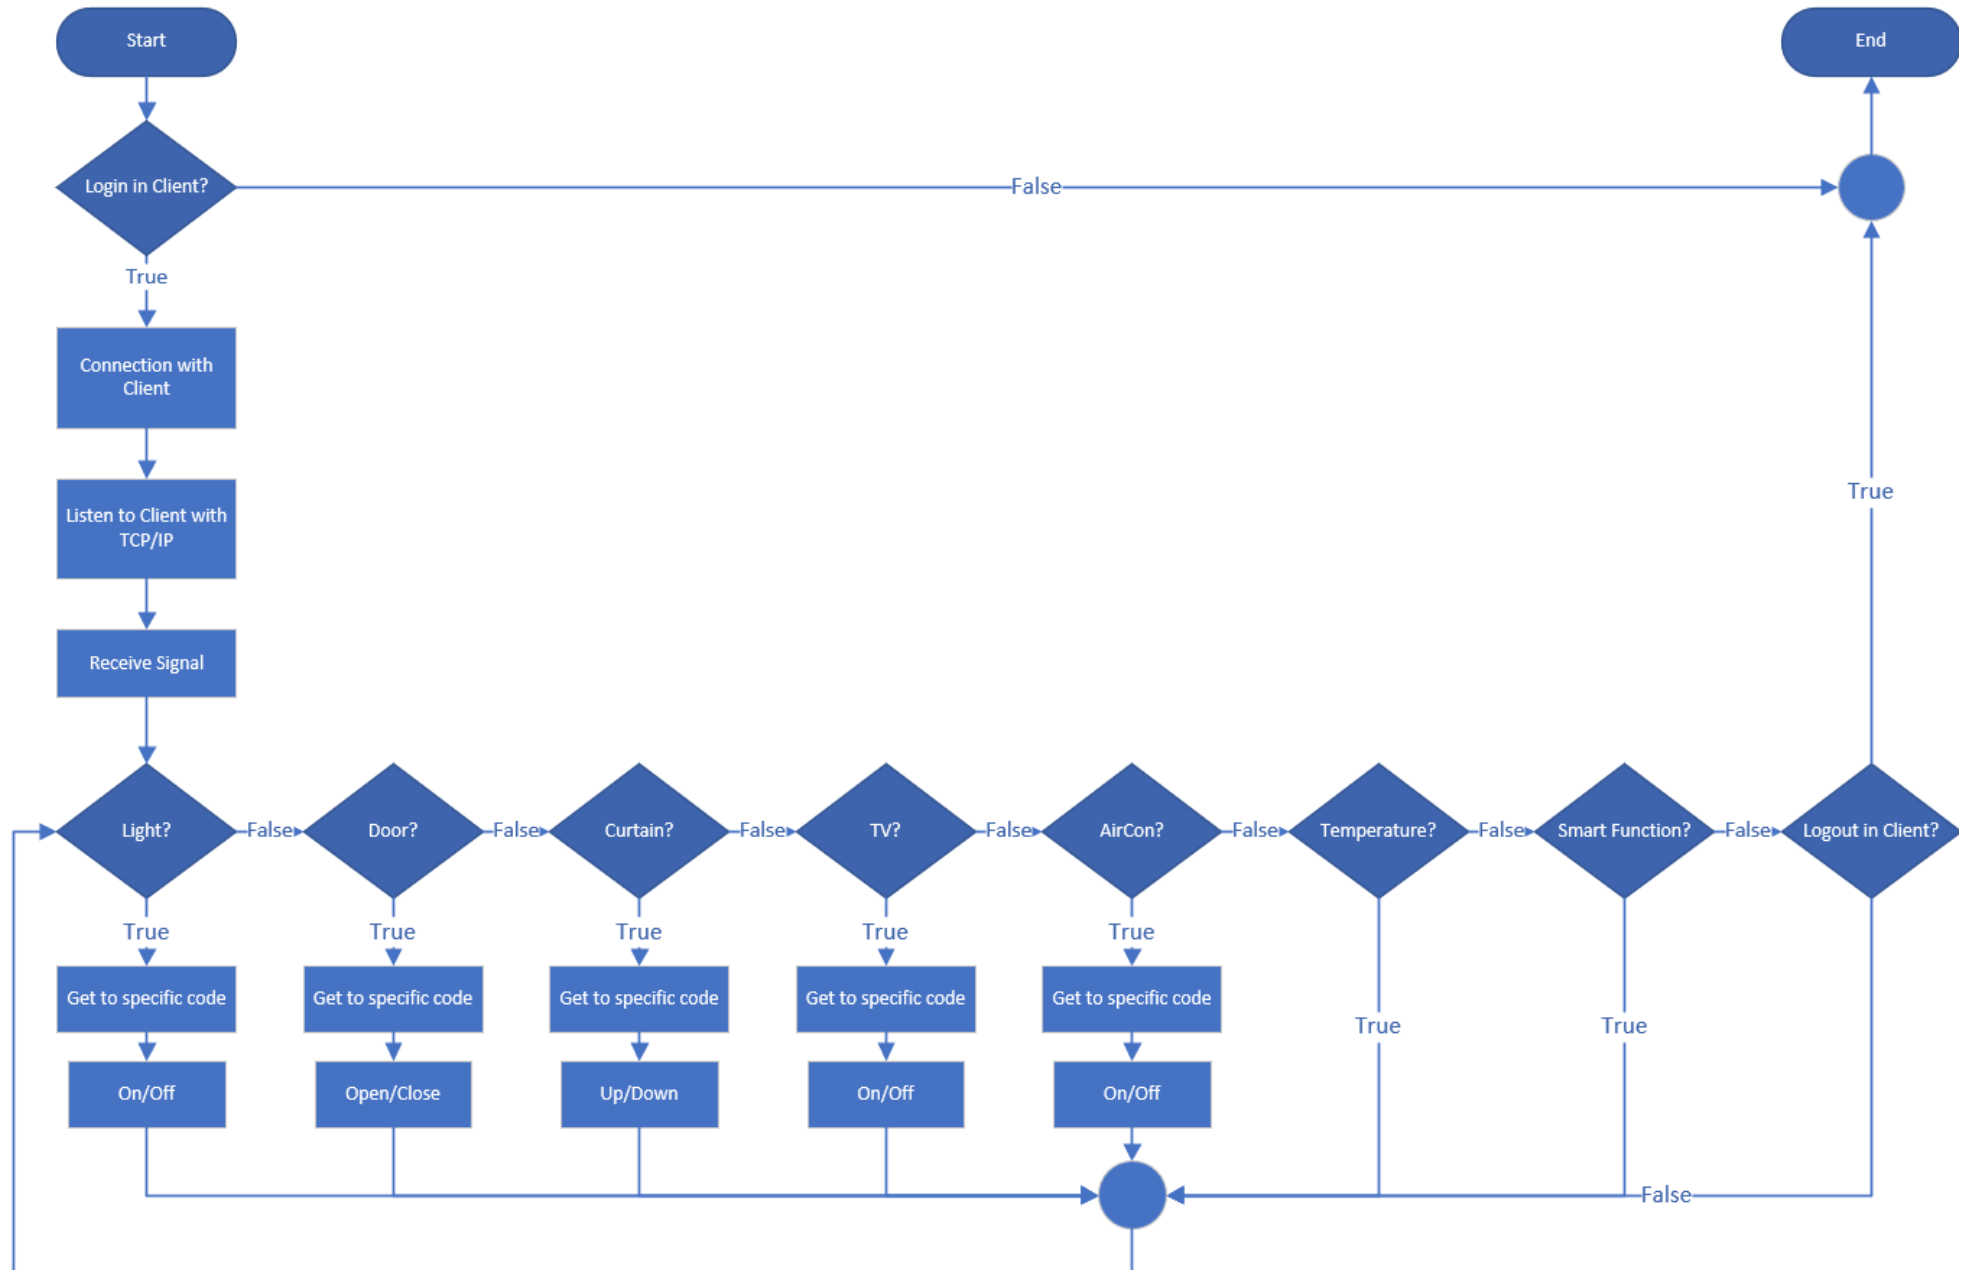 Start
End
Login in Client?
False
True
Connection with
Client
Listen to Client with
TCP/IP
True
Receive Signal
Light?
False
Door?
False
Curtain?
False
TV?
False
AirCon?
False
Temperature?
False
Smart Function?
False
Logout in Client?
True
True
True
True
True
Get to specific code
Get to specific code
Get to specific code
Get to specific code
Get to specific code
True
True
On/Off
Open/Close
Up/Down
On/Off
On/Off
False